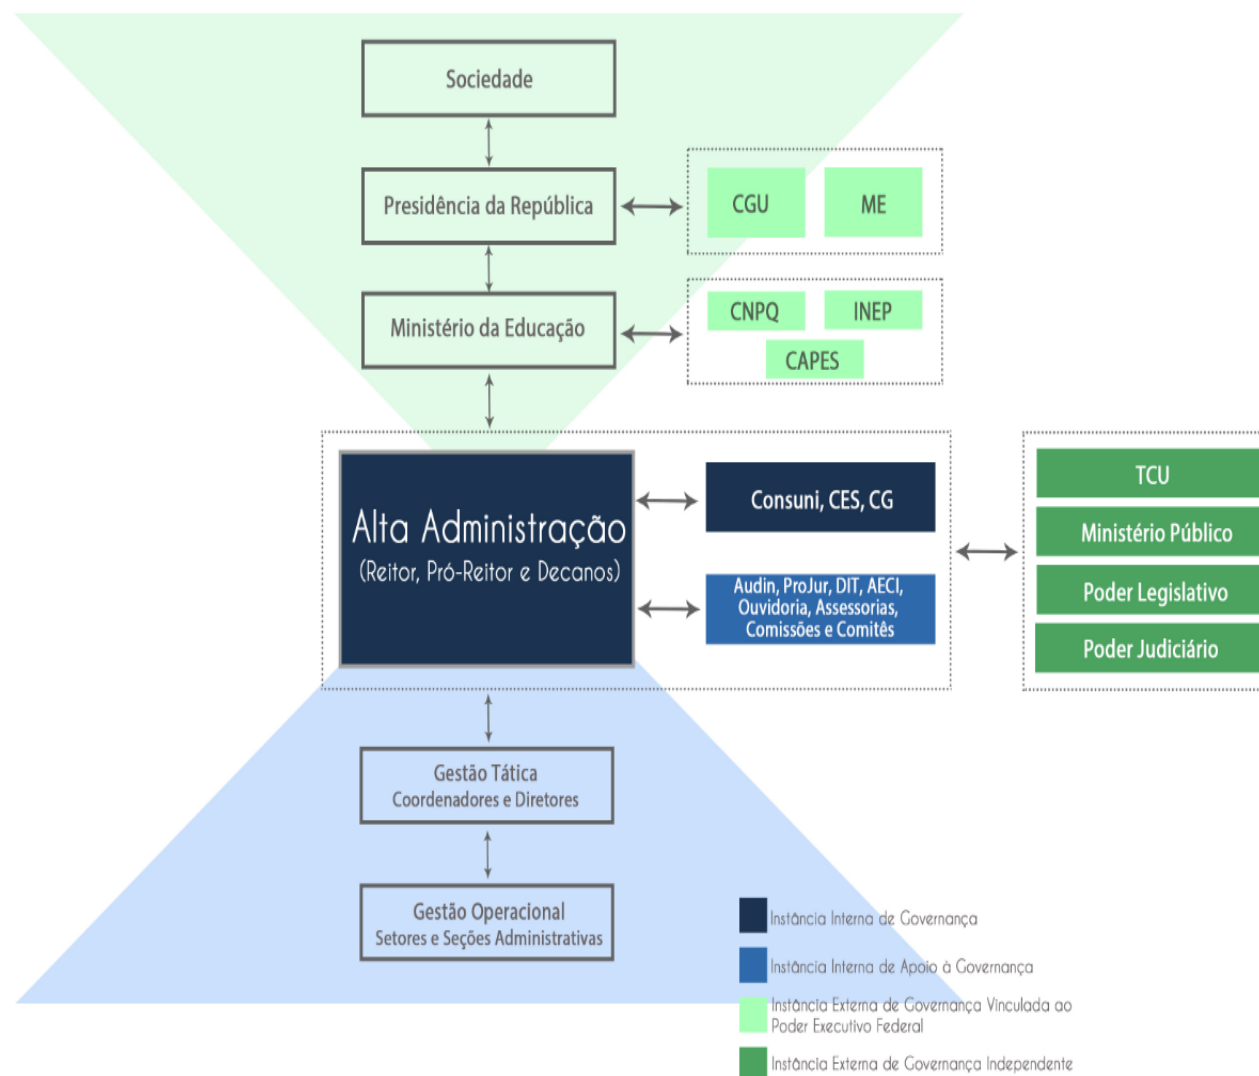 Sociedade
Presidência da República
CGU
ME
Ministério da Educação
CNPQ
INEP
CAPES
Alta Administração
(Reitor, Pró-Reitor e Decanos)
Consuni, CES, CG
Audin, ProJur, DIT, AECI,
Ouvidoria, Assessorias,
Comissões e Comitês
TCU
Ministério Público
Poder Legislativo
Poder Judiciário
Gestão Tática
Coordenadores e Diretores
Gestão Operacional
Setores e Seções Administrativas
Instância Interna de Governança
Instância Interna de Apoio à Governança
Instância Externa de Governança Vinculada ao
Poder Executivo Federal
Instância Externa de Governança Independente